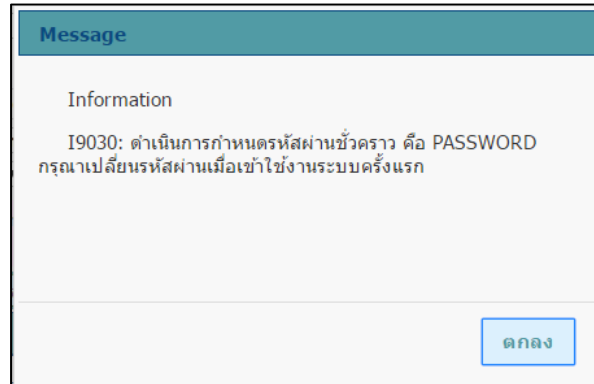 Message
Information
I9030: ดำเนินการกำหนดรหัสผ่านชั่วคราว คือ PASSWORD
กรุณาเปลี่ยนรหัสผ่านเมื่อเข้าใช้งานระบบครั้งแรก
ตกลง